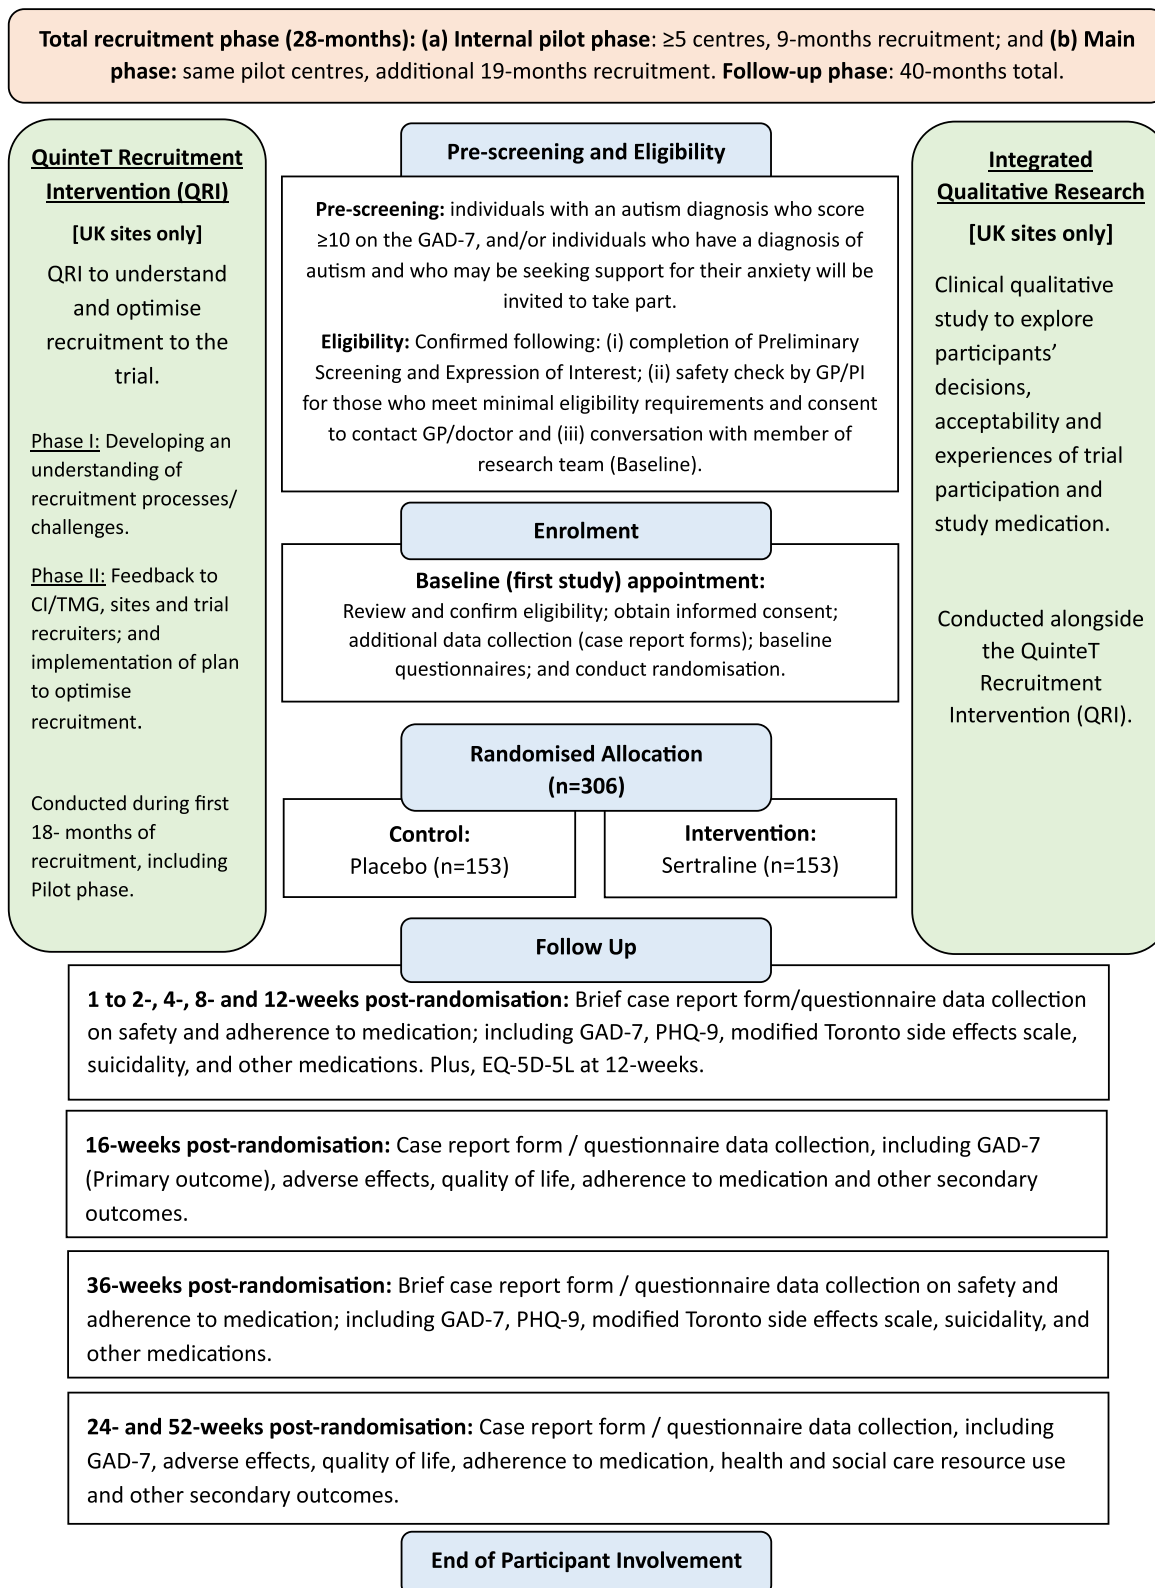 Total recruitment phase (28-months): (a) Internal pilot phase: ≥5 centres, 9-months recruitment; and (b) Main
phase: same pilot centres, additional 19-months recruitment. Follow-up phase: 40-months total.
QuinteT Recruitment
Intervention (QRI)
[UK sites only]
QRI to understand
and optimise
recruitment to the
trial.
Phase I: Developing an
understanding of
recruitment processes/
challenges.
Phase II: Feedback to
CI/TMG, sites and trial
recruiters; and
implementation of plan
to optimise
recruitment.
Conducted during first
18- months of
recruitment, including
Pilot phase.
Pre-screening and Eligibility
Pre-screening: individuals with an autism diagnosis who score
≥10 on the GAD-7, and/or individuals who have a diagnosis of
autism and who may be seeking support for their anxiety will be
invited to take part.
Eligibility: Confirmed following: (i) completion of Preliminary
Screening and Expression of Interest; (ii) safety check by GP/PI
for those who meet minimal eligibility requirements and consent
to contact GP/doctor and (iii) conversation with member of
research team (Baseline).
Enrolment
Baseline (first study) appointment:
Review and confirm eligibility; obtain informed consent;
additional data collection (case report forms); baseline
questionnaires; and conduct randomisation.
Randomised Allocation
(n=306)
Control:
Placebo (n=153)
Intervention:
Sertraline (n=153)
Integrated
Qualitative Research
[UK sites only]
Clinical qualitative
study to explore
participants’
decisions,
acceptability and
experiences of trial
participation and
study medication.
Conducted alongside
the QuinteT
Recruitment
Intervention (QRI).
Follow Up
1 to 2-, 4-, 8- and 12-weeks post-randomisation: Brief case report form/questionnaire data collection
on safety and adherence to medication; including GAD-7, PHQ-9, modified Toronto side effects scale,
suicidality, and other medications. Plus, EQ-5D-5L at 12-weeks.
16-weeks post-randomisation: Case report form / questionnaire data collection, including GAD-7
(Primary outcome), adverse effects, quality of life, adherence to medication and other secondary
outcomes.
36-weeks post-randomisation: Brief case report form / questionnaire data collection on safety and
adherence to medication; including GAD-7, PHQ-9, modified Toronto side effects scale, suicidality, and
other medications.
24- and 52-weeks post-randomisation: Case report form / questionnaire data collection, including
GAD-7, adverse effects, quality of life, adherence to medication, health and social care resource use
and other secondary outcomes.
End of Participant Involvement